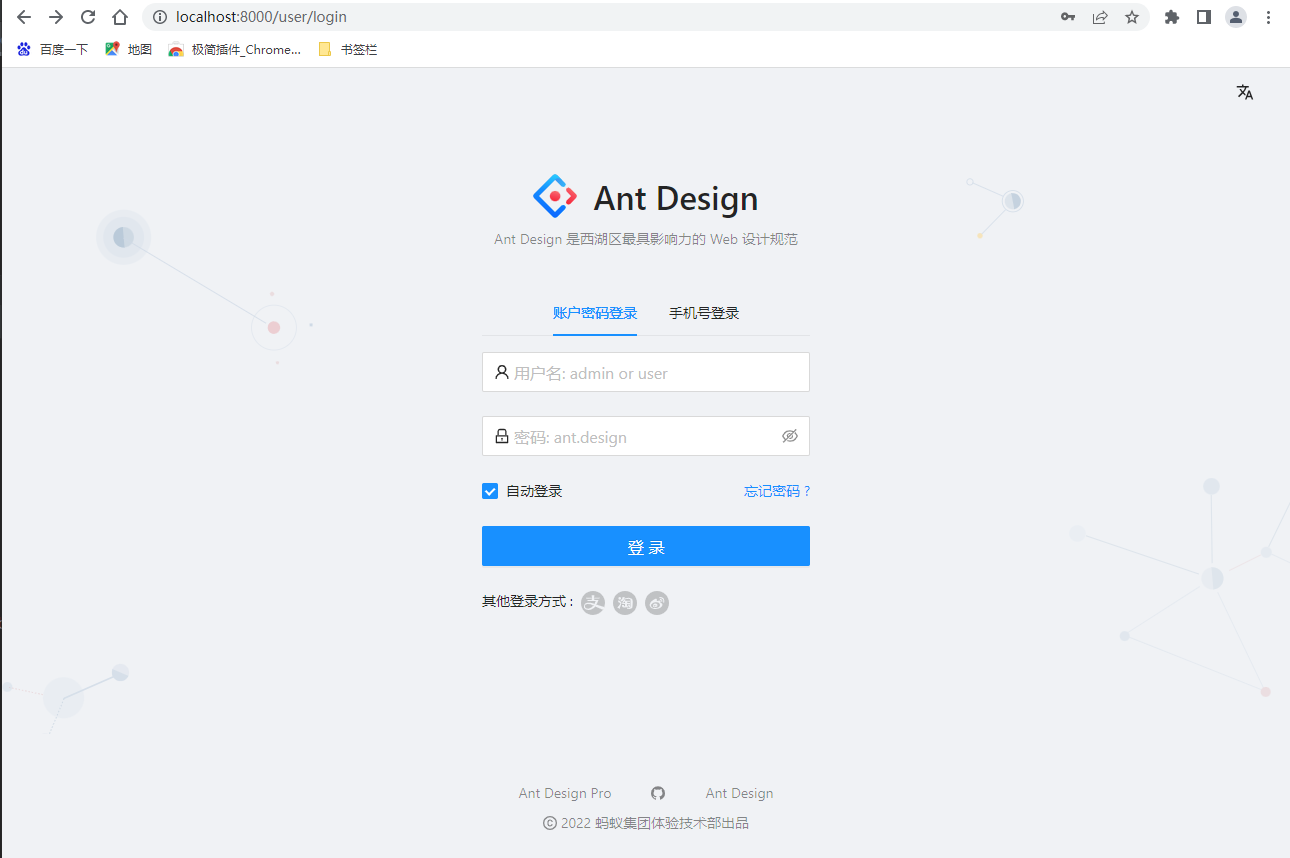 localhost:8000/user/login
百度一下 地图 极简插件_Chrome... 书签栏
Ant Design
Ant Design 是西湖区最具影响力的 Web 设计规范
账户密码登录 手机号登录
用户名: admin or user
密码: ant.design
自动登录 忘记密码 ?
登 录
其他登录方式 : 支 淘
Ant Design Pro Ant Design
© 2022 蚂蚁集团体验技术部出品